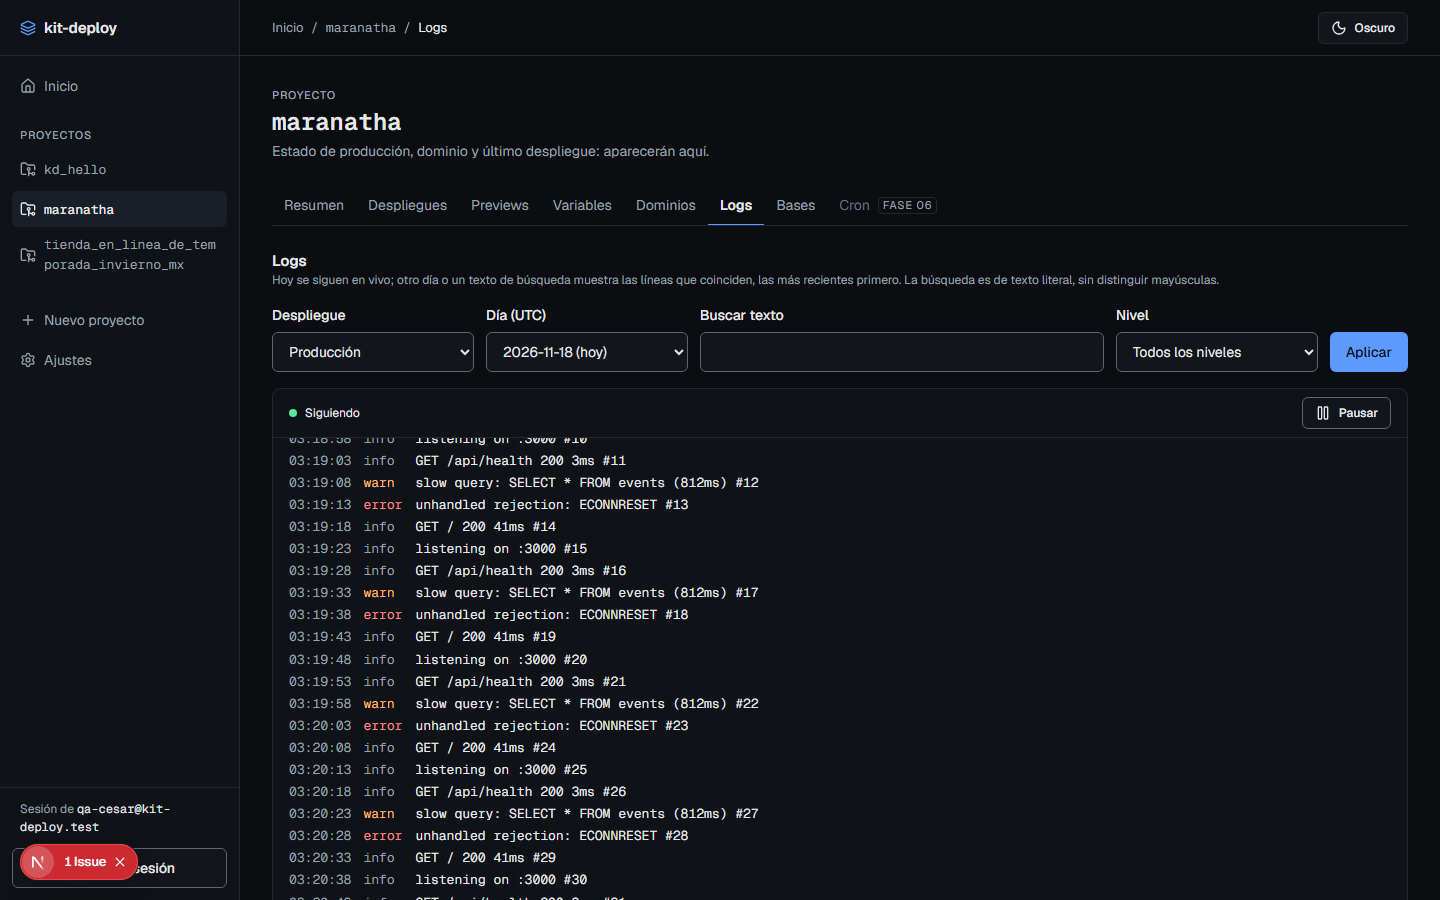 kit-deploy
Inicio / maranatha / Logs
Oscuro
Inicio
PROYECTOS
kd_hello
maranatha
tienda_en_linea_de_tem
porada_invierno_mx
Nuevo proyecto
Ajustes
Sesión de qa-cesar@kit-
deploy.test
1 Issue
sesión
PROYECTO
maranatha
Estado de producción, dominio y último despliegue: aparecerán aquí.
Resumen Despliegues Previews Variables Dominios Logs Bases Cron FASE 06
Logs
Hoy se siguen en vivo; otro día o un texto de búsqueda muestra las líneas que coinciden, las más recientes primero. La búsqueda es de texto literal, sin distinguir mayúsculas.
Despliegue Día (UTC) Buscar texto Nivel
Producción 2026-11-18 (hoy) Todos los niveles Aplicar
Siguiendo Pausar
03:18:58 info listening on :3000 #10
03:19:03 info GET /api/health 200 3ms #11
03:19:08 warn slow query: SELECT * FROM events (812ms) #12
03:19:13 error unhandled rejection: ECONNRESET #13
03:19:18 info GET / 200 41ms #14
03:19:23 info listening on :3000 #15
03:19:28 info GET /api/health 200 3ms #16
03:19:33 warn slow query: SELECT * FROM events (812ms) #17
03:19:38 error unhandled rejection: ECONNRESET #18
03:19:43 info GET / 200 41ms #19
03:19:48 info listening on :3000 #20
03:19:53 info GET /api/health 200 3ms #21
03:19:58 warn slow query: SELECT * FROM events (812ms) #22
03:20:03 error unhandled rejection: ECONNRESET #23
03:20:08 info GET / 200 41ms #24
03:20:13 info listening on :3000 #25
03:20:18 info GET /api/health 200 3ms #26
03:20:23 warn slow query: SELECT * FROM events (812ms) #27
03:20:28 error unhandled rejection: ECONNRESET #28
03:20:33 info GET / 200 41ms #29
03:20:38 info listening on :3000 #30